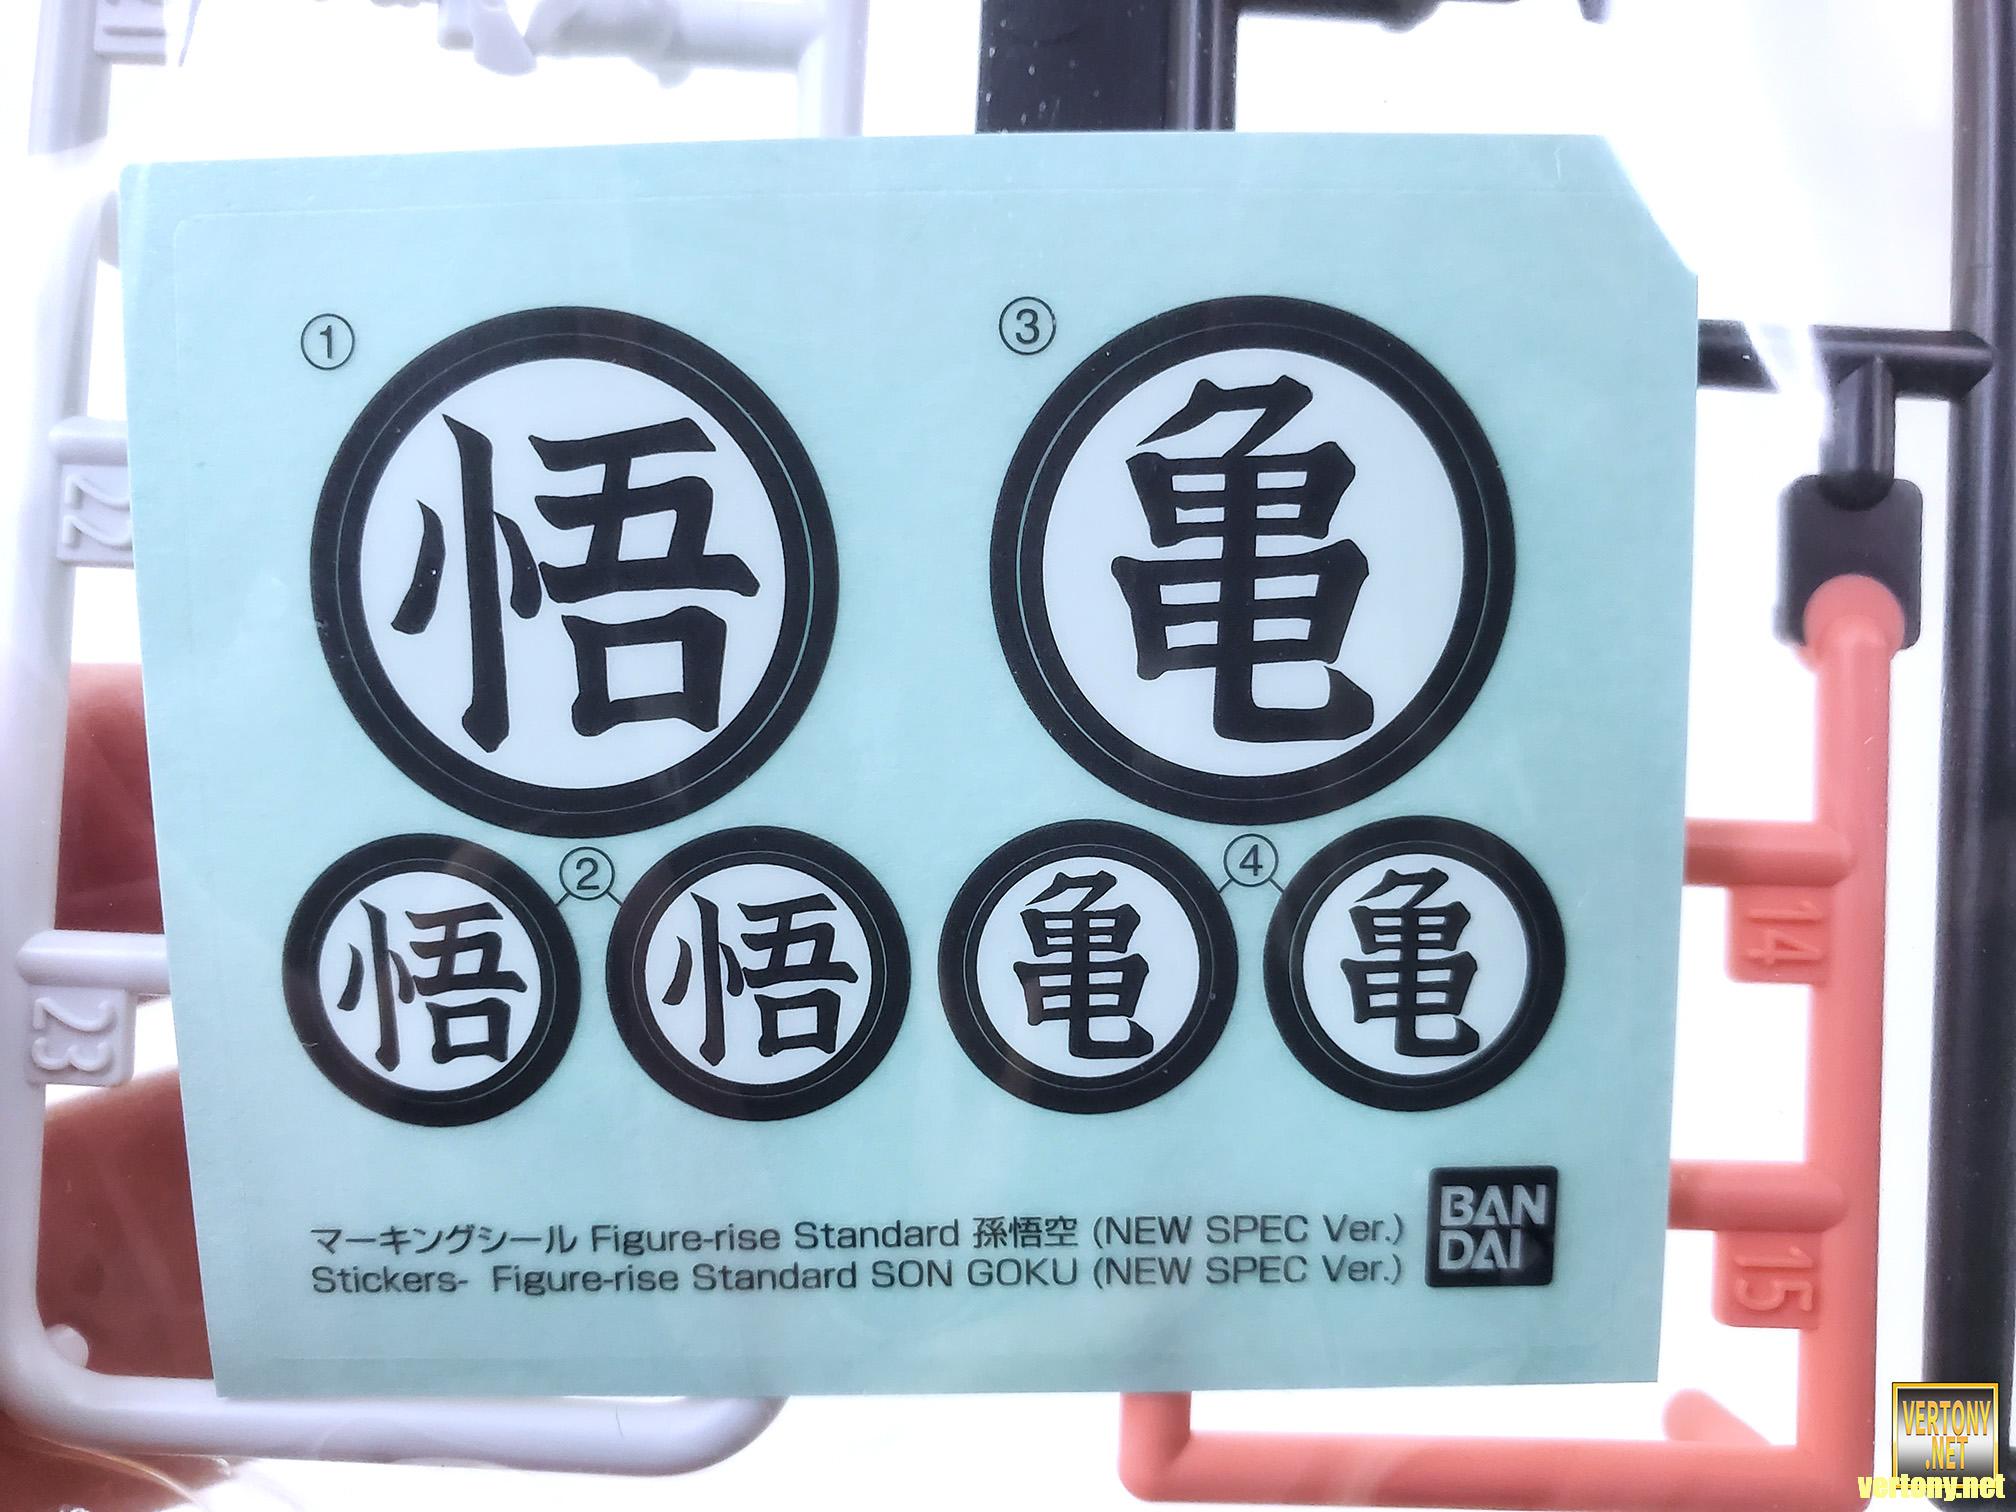 ① 悟
③ 亀
悟 ② 悟
亀 ④ 亀
マーキングシール Figure-rise Standard 孫悟空 (NEW SPEC Ver.)
Stickers- Figure-rise Standard SON GOKU (NEW SPEC Ver.)
BAN
DAI
22
23
14
15
VERTONY
.NET
vertony.net